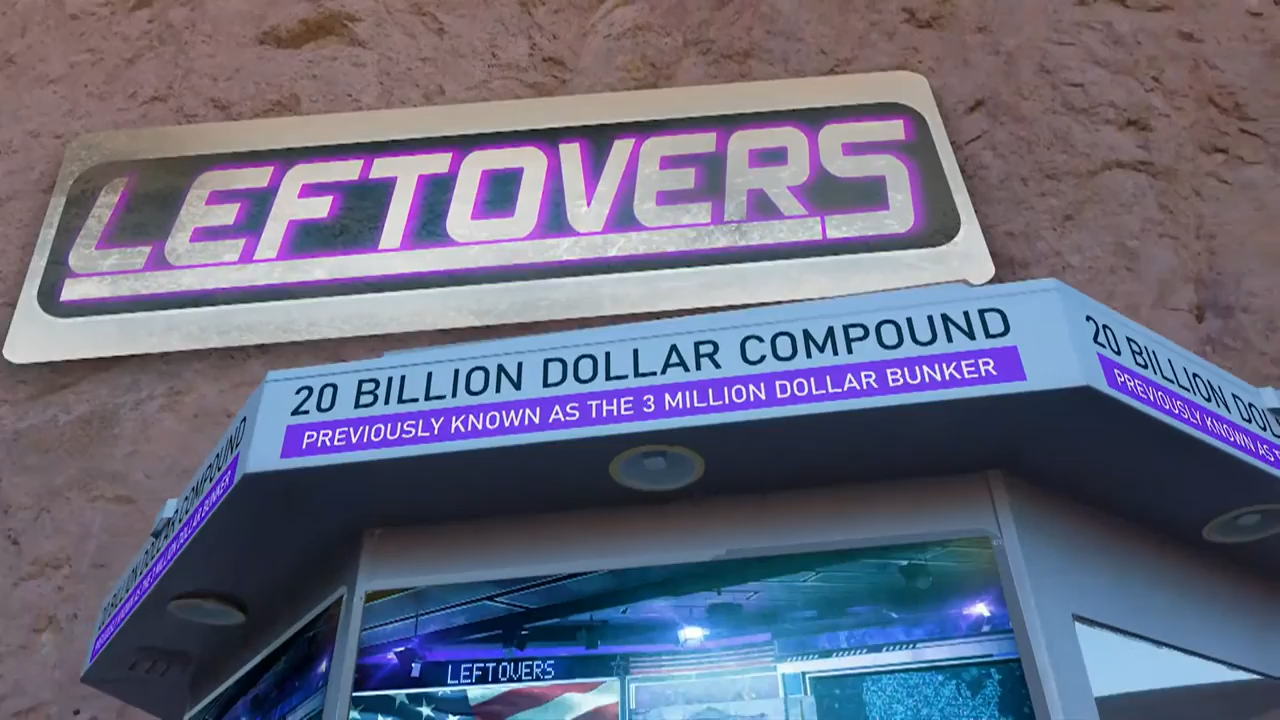 LEFTOVERS
20 BILLION DOLLAR COMPOUND
PREVIOUSLY KNOWN AS THE 3 MILLION DOLLAR BUNKER
20 BILLION
PREVIOUSLY KNOWN AS
COMPOUND
LEFTOVERS